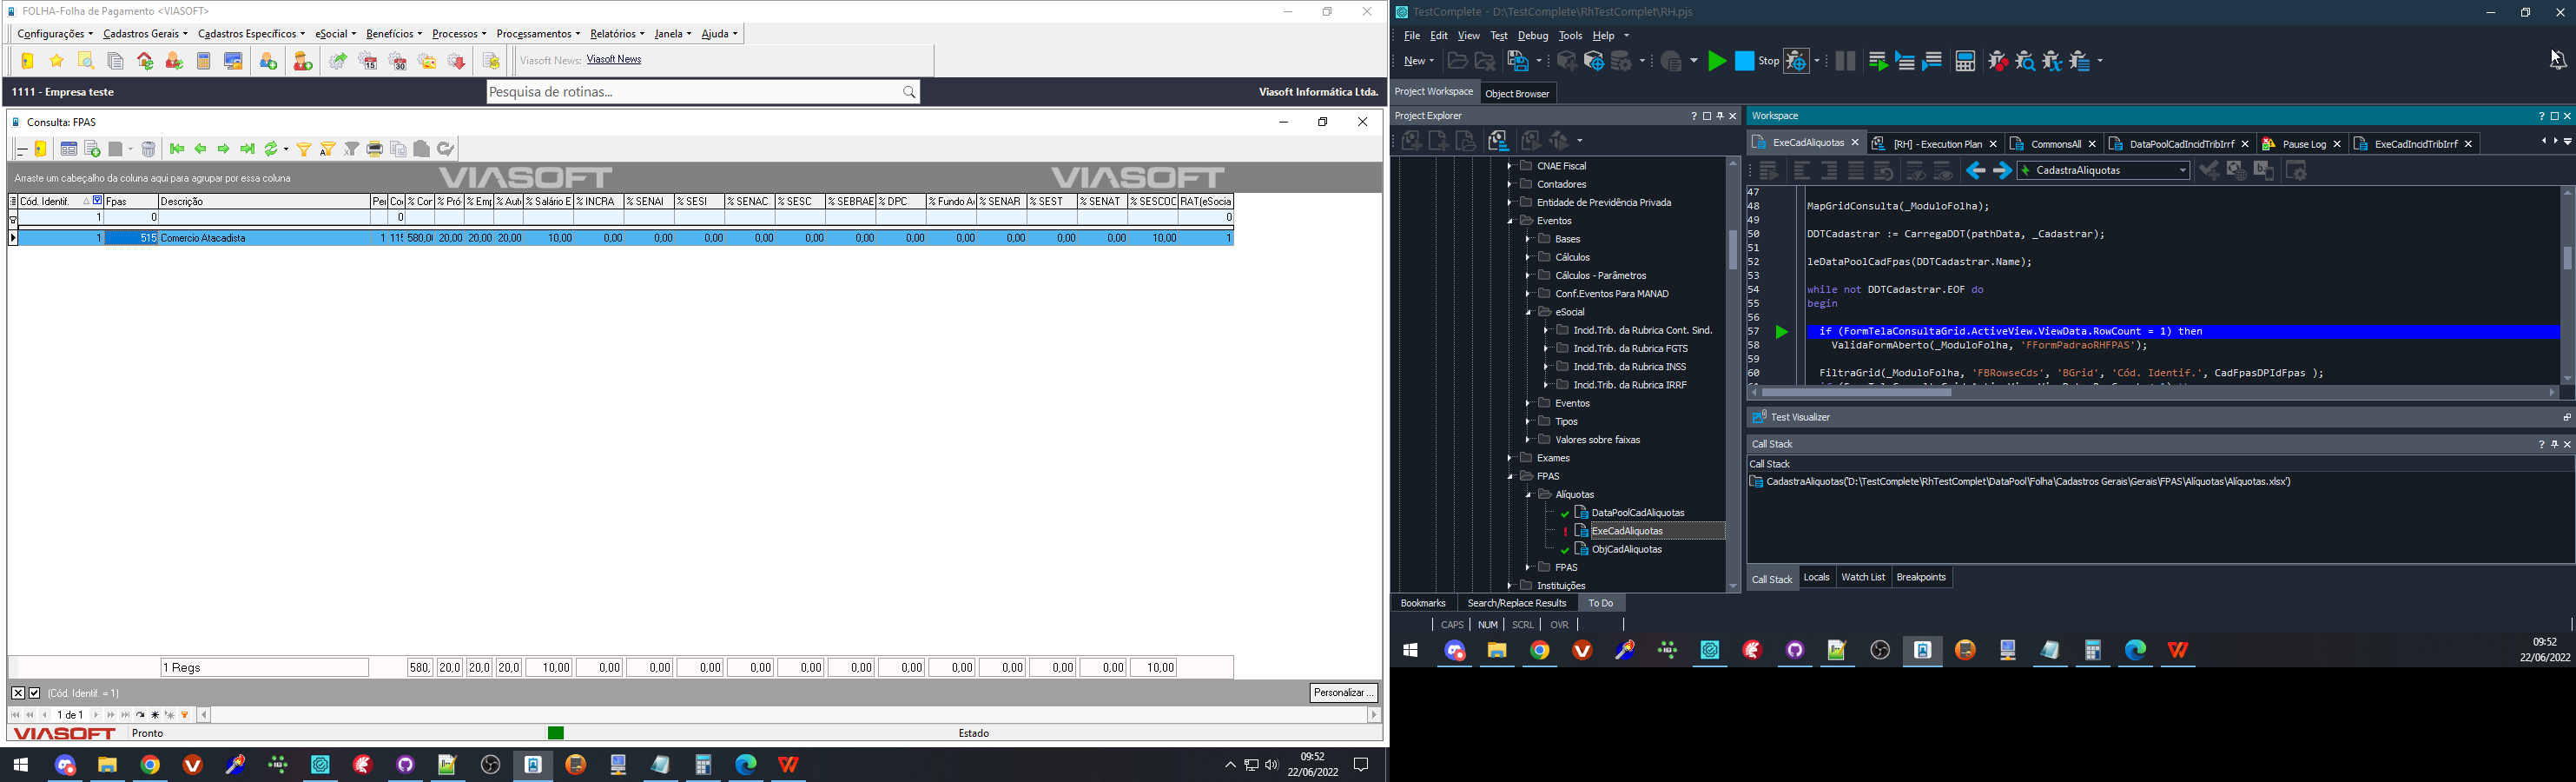 FOLHA-Folha de Pagamento <VIASOFT>
Configurações Cadastros Gerais Cadastros Específicos eSocial Benefícios Processos Processamentos Relatórios Janela Ajuda
Viasoft News: Viasoft News
1111 - Empresa teste
Pesquisa de rotinas...
Viasoft Informática Ltda.
Consulta: FPAS
Arraste um cabeçalho da coluna aqui para agrupar por essa coluna
VIASOFT VIASOFT
Cód. Identif. Fpas Descrição % INCRA % SENAI % SESI % SENAC % SESC % SEBRAE % DPC % SENAR % SEST % SENAT % SESCOC RAT(eSocia
1 0 0 0
1 515 Comercio Atacadista 1 580,0 20,00 20,00 20,00 10,00 0,00 0,00 0,00 0,00 0,00 0,00 0,00 0,00 0,00 0,00 0,00 10,00 1
1 Regs 580, 20,0 20,0 20,0 10,00 0,00 0,00 0,00 0,00 0,00 0,00 0,00 0,00 0,00 0,00 0,00 10,00
(Cód. Identif. = 1)
Personalizar ...
1 de 1
VIASOFT Pronto
Estado
09:52
22/06/2022
TestComplete - D:\TestComplete\RhTestComplet\RH.pjs
File Edit View Test Debug Tools Help
New
Stop
Project Workspace Object Browser
Project Explorer
CNAE Fiscal
Contadores
Entidade de Previdência Privada
Eventos
Bases
Cálculos
Cálculos - Parâmetros
Conf.Eventos Para MANAD
eSocial
Incid.Trib. da Rubrica Cont. Sind.
Incid.Trib. da Rubrica FGTS
Incid.Trib. da Rubrica INSS
Incid.Trib. da Rubrica IRRF
Eventos
Tipos
Valores sobre faixas
Exames
FPAS
Alíquotas
DataPoolCadAliquotas
ExeCadAliquotas
ObjCadAliquotas
FPAS
Instituições
Workspace
ExeCadAliquotas [RH] - Execution Plan CommonsAll DataPoolCadIncidTribIrrf Pause Log ExeCadIncidTribIrrf
CadastraAliquotas
47
48 MapGridConsulta(_ModuloFolha);
49
50 DDTCadastrar := CarregaDDT(pathData, _Cadastrar);
51
52 leDataPoolCadFpas(DDTCadastrar.Name);
53
54 while not DDTCadastrar.EOF do
55 begin
56
57 if (FormTelaConsultaGrid.ActiveView.ViewData.RowCount = 1) then
58 ValidaFormAberto(_ModuloFolha, 'FFormPadraoRHFPAS');
59
60 FiltraGrid(_ModuloFolha, 'FBRowseCds', 'BGrid', 'Cód. Identif.', CadFpasDPIdFpas );
Test Visualizer
Call Stack
Call Stack
CadastraAliquotas('D:\TestComplete\RhTestComplet\DataPool\Folha\Cadastros Gerais\Gerais\FPAS\Alíquotas\Alíquotas.xlsx')
Call Stack Locals Watch List Breakpoints
Bookmarks Search/Replace Results To Do
CAPS NUM SCRL OVR
09:52
22/06/2022